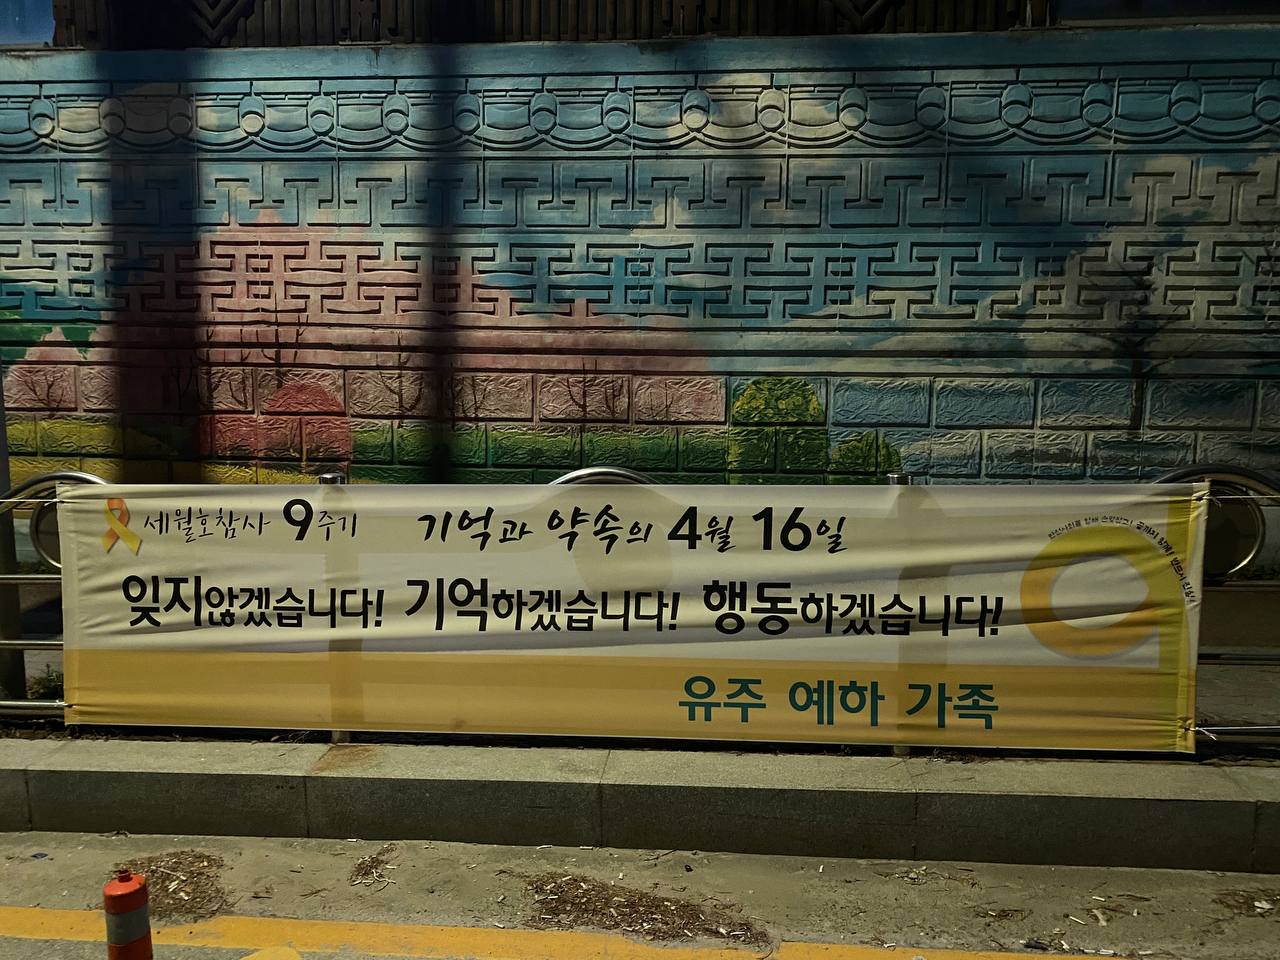 세월호참사 9주기 기억과 약속의 4월 16일
잊지않겠습니다! 기억하겠습니다! 행동하겠습니다!
유주 예하 가족